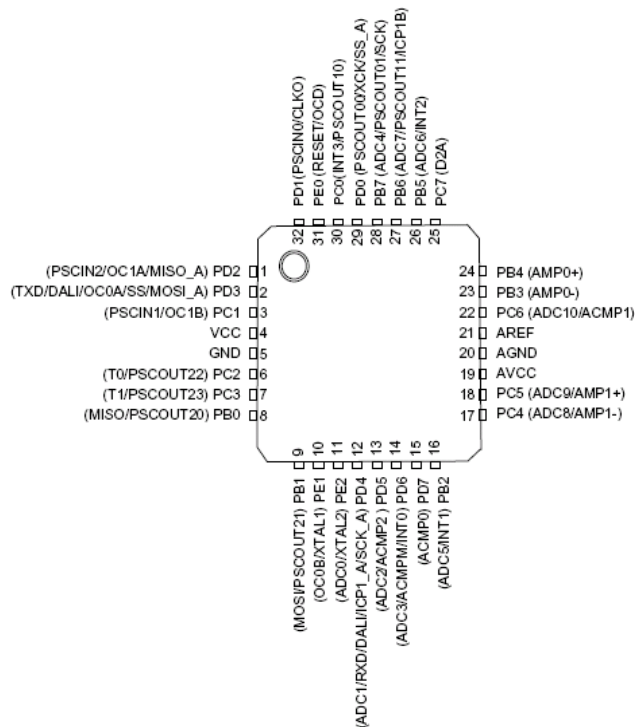 PD1(PSCIN0/CLKO)
PE0 (RESET/OCD)
PC0(INT3/PSCOUT10)
PD0 (PSCOUT00/XCK/SS_A)
PB7 (ADC4/PSCOUT01/SCK)
PB6 (ADC7/PSCOUT11/ICP1B)
PB5 (ADC6/INT2)
PC7 (D2A)
32
31
30
29
28
27
26
25
(PSCIN2/OC1A/MISO_A) PD2 1
(TXD/DALI/OC0A/SS/MOSI_A) PD3 2
(PSCIN1/OC1B) PC1 3
VCC 4
GND 5
(T0/PSCOUT22) PC2 6
(T1/PSCOUT23) PC3 7
(MISO/PSCOUT20) PB0 8
24 PB4 (AMP0+)
23 PB3 (AMP0-)
22 PC6 (ADC10/ACMP1)
21 AREF
20 AGND
19 AVCC
18 PC5 (ADC9/AMP1+)
17 PC4 (ADC8/AMP1-)
9
10
11
12
13
14
15
16
(MOSI/PSCOUT21) PB1
(OC0B/XTAL1) PE1
(ADC0/XTAL2) PE2
(ADC1/RXD/DALI/ICP1_A/SCK_A) PD4
(ADC2/ACMP2 ) PD5
(ADC3/ACMPM/INT0) PD6
(ACMP0) PD7
(ADC5/INT1) PB2